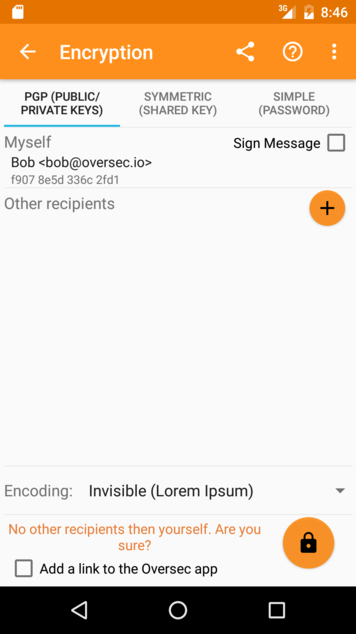 3G 8:46
Encryption
PGP (PUBLIC/
PRIVATE KEYS)
SYMMETRIC
(SHARED KEY)
SIMPLE
(PASSWORD)
Myself
Sign Message
Bob <bob@oversec.io>
f907 8e5d 336c 2fd1
Other recipients
Encoding: Invisible (Lorem Ipsum)
No other recipients then yourself. Are you
sure?
Add a link to the Oversec app